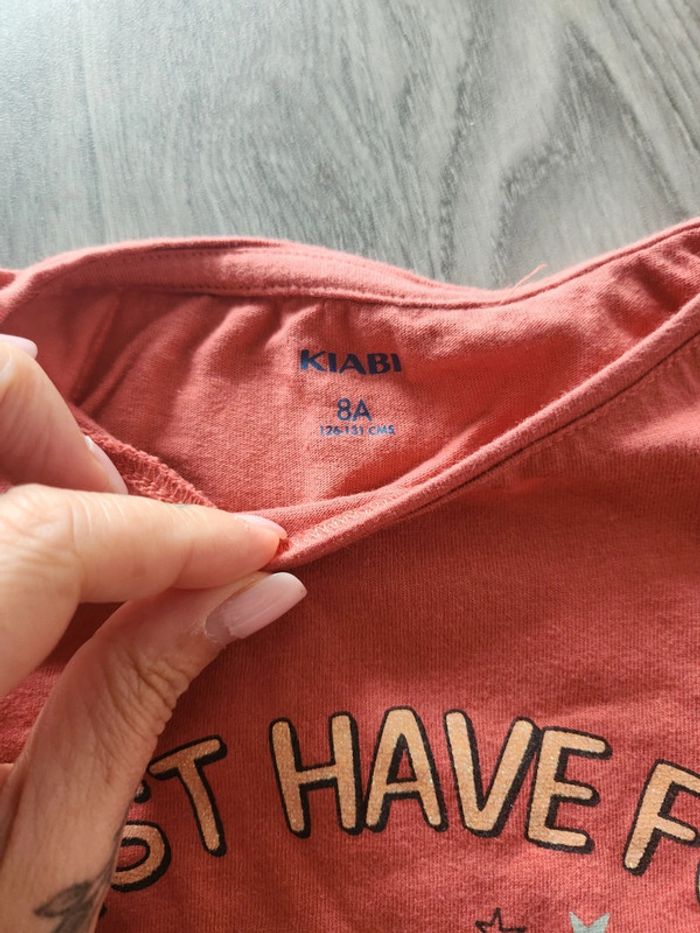 KIABI
8A
126-131 CMS
ST HAVE F